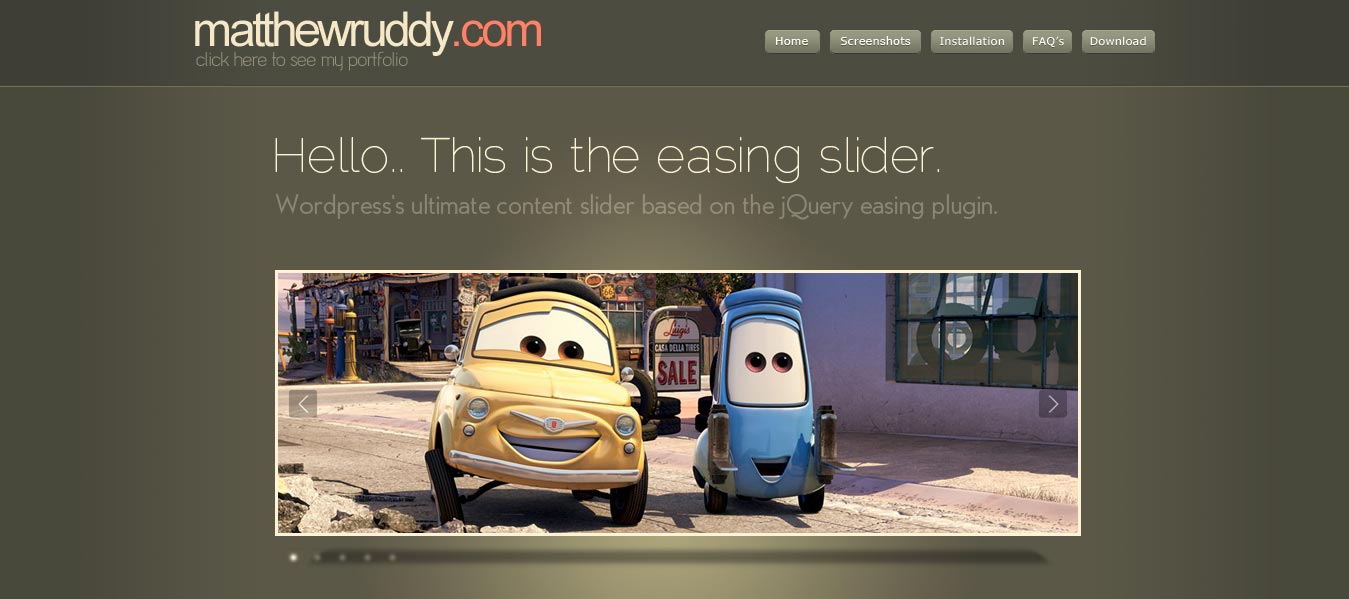 matthewruddy.com
click here to see my portfolio
Home Screenshots Installation FAQ's Download
Hello.. This is the easing slider.
Wordpress's ultimate content slider based on the jQuery easing plugin.
Luigis
CASA DELLA TIRES
SALE